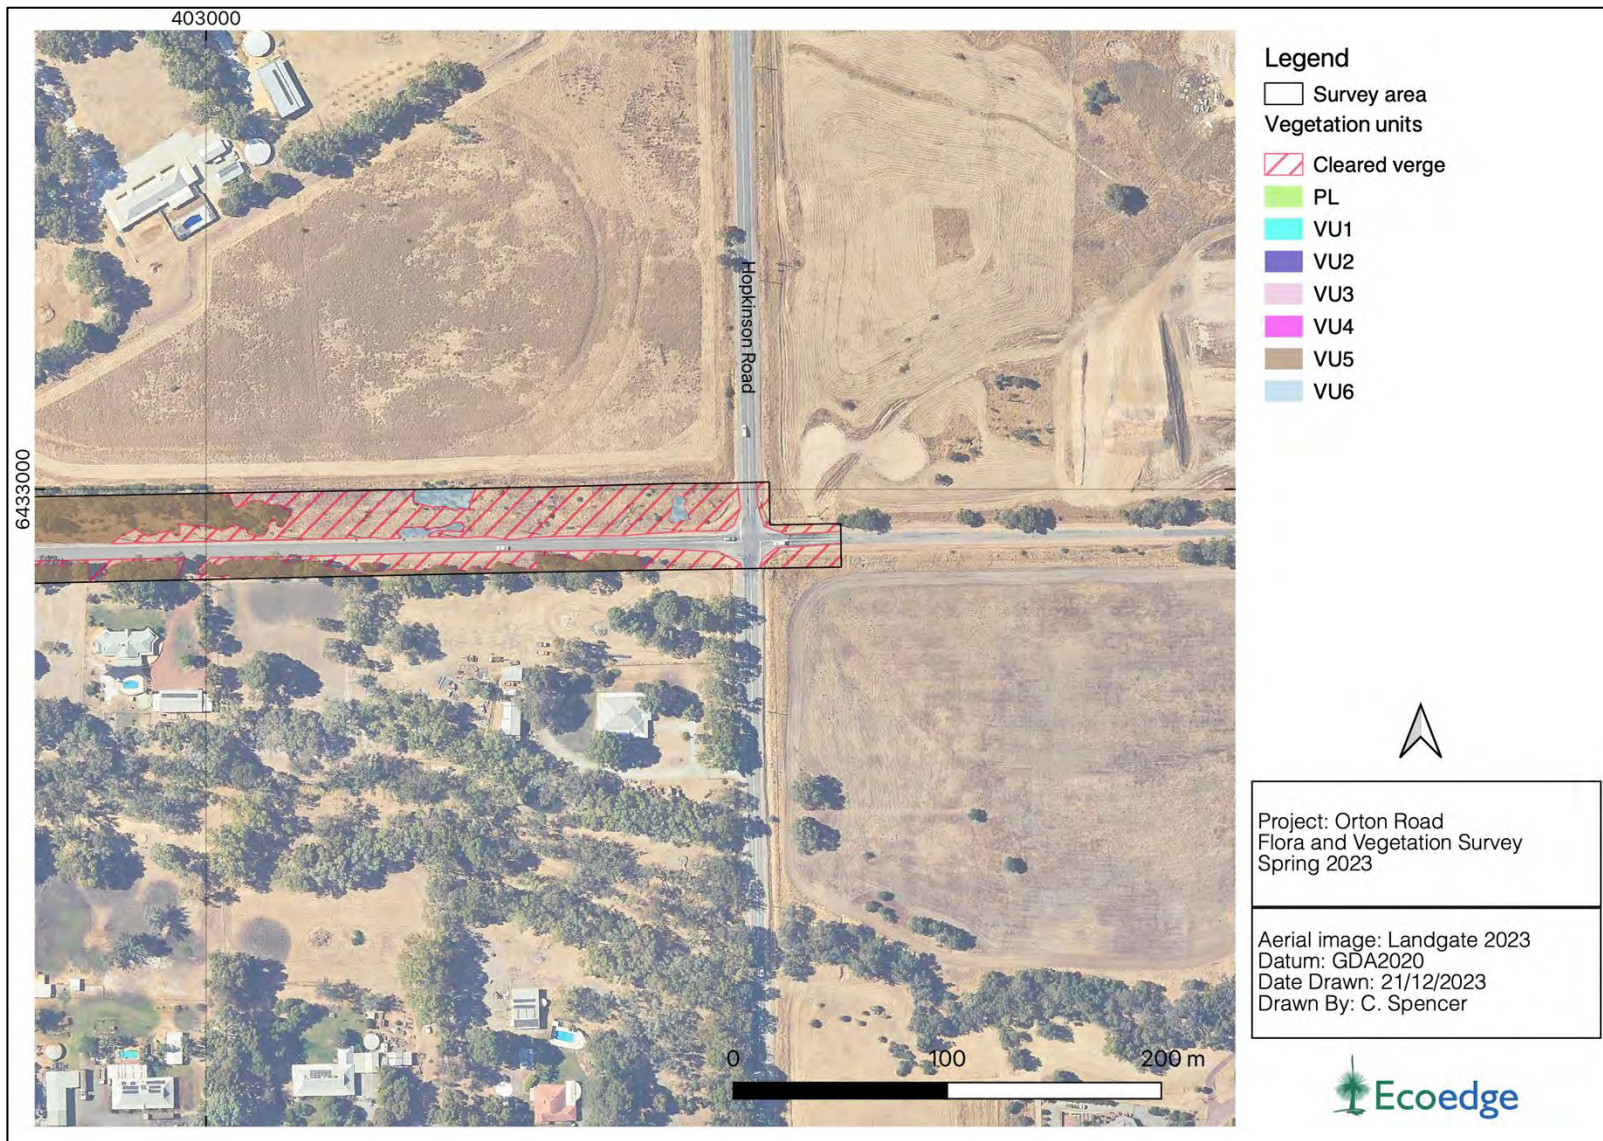 403000
6433000
Hopkinson Road
0 100 200 m
Legend
Survey area
Vegetation units
Cleared verge
PL
VU1
VU2
VU3
VU4
VU5
VU6
Project: Orton Road
Flora and Vegetation Survey
Spring 2023
Aerial image: Landgate 2023
Datum: GDA2020
Date Drawn: 21/12/2023
Drawn By: C. Spencer
Ecoedge